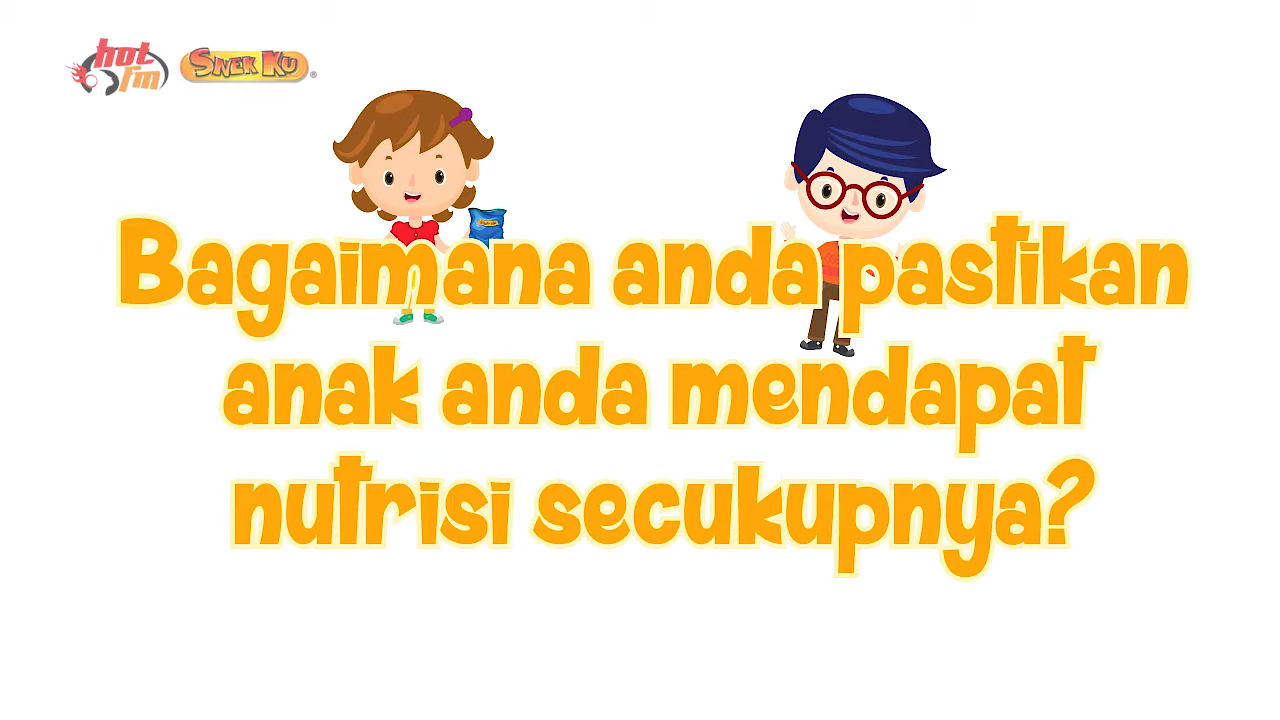 hot fm
SNEK KU®
Bagaimana anda pastikan
anak anda mendapat
nutrisi secukupnya?